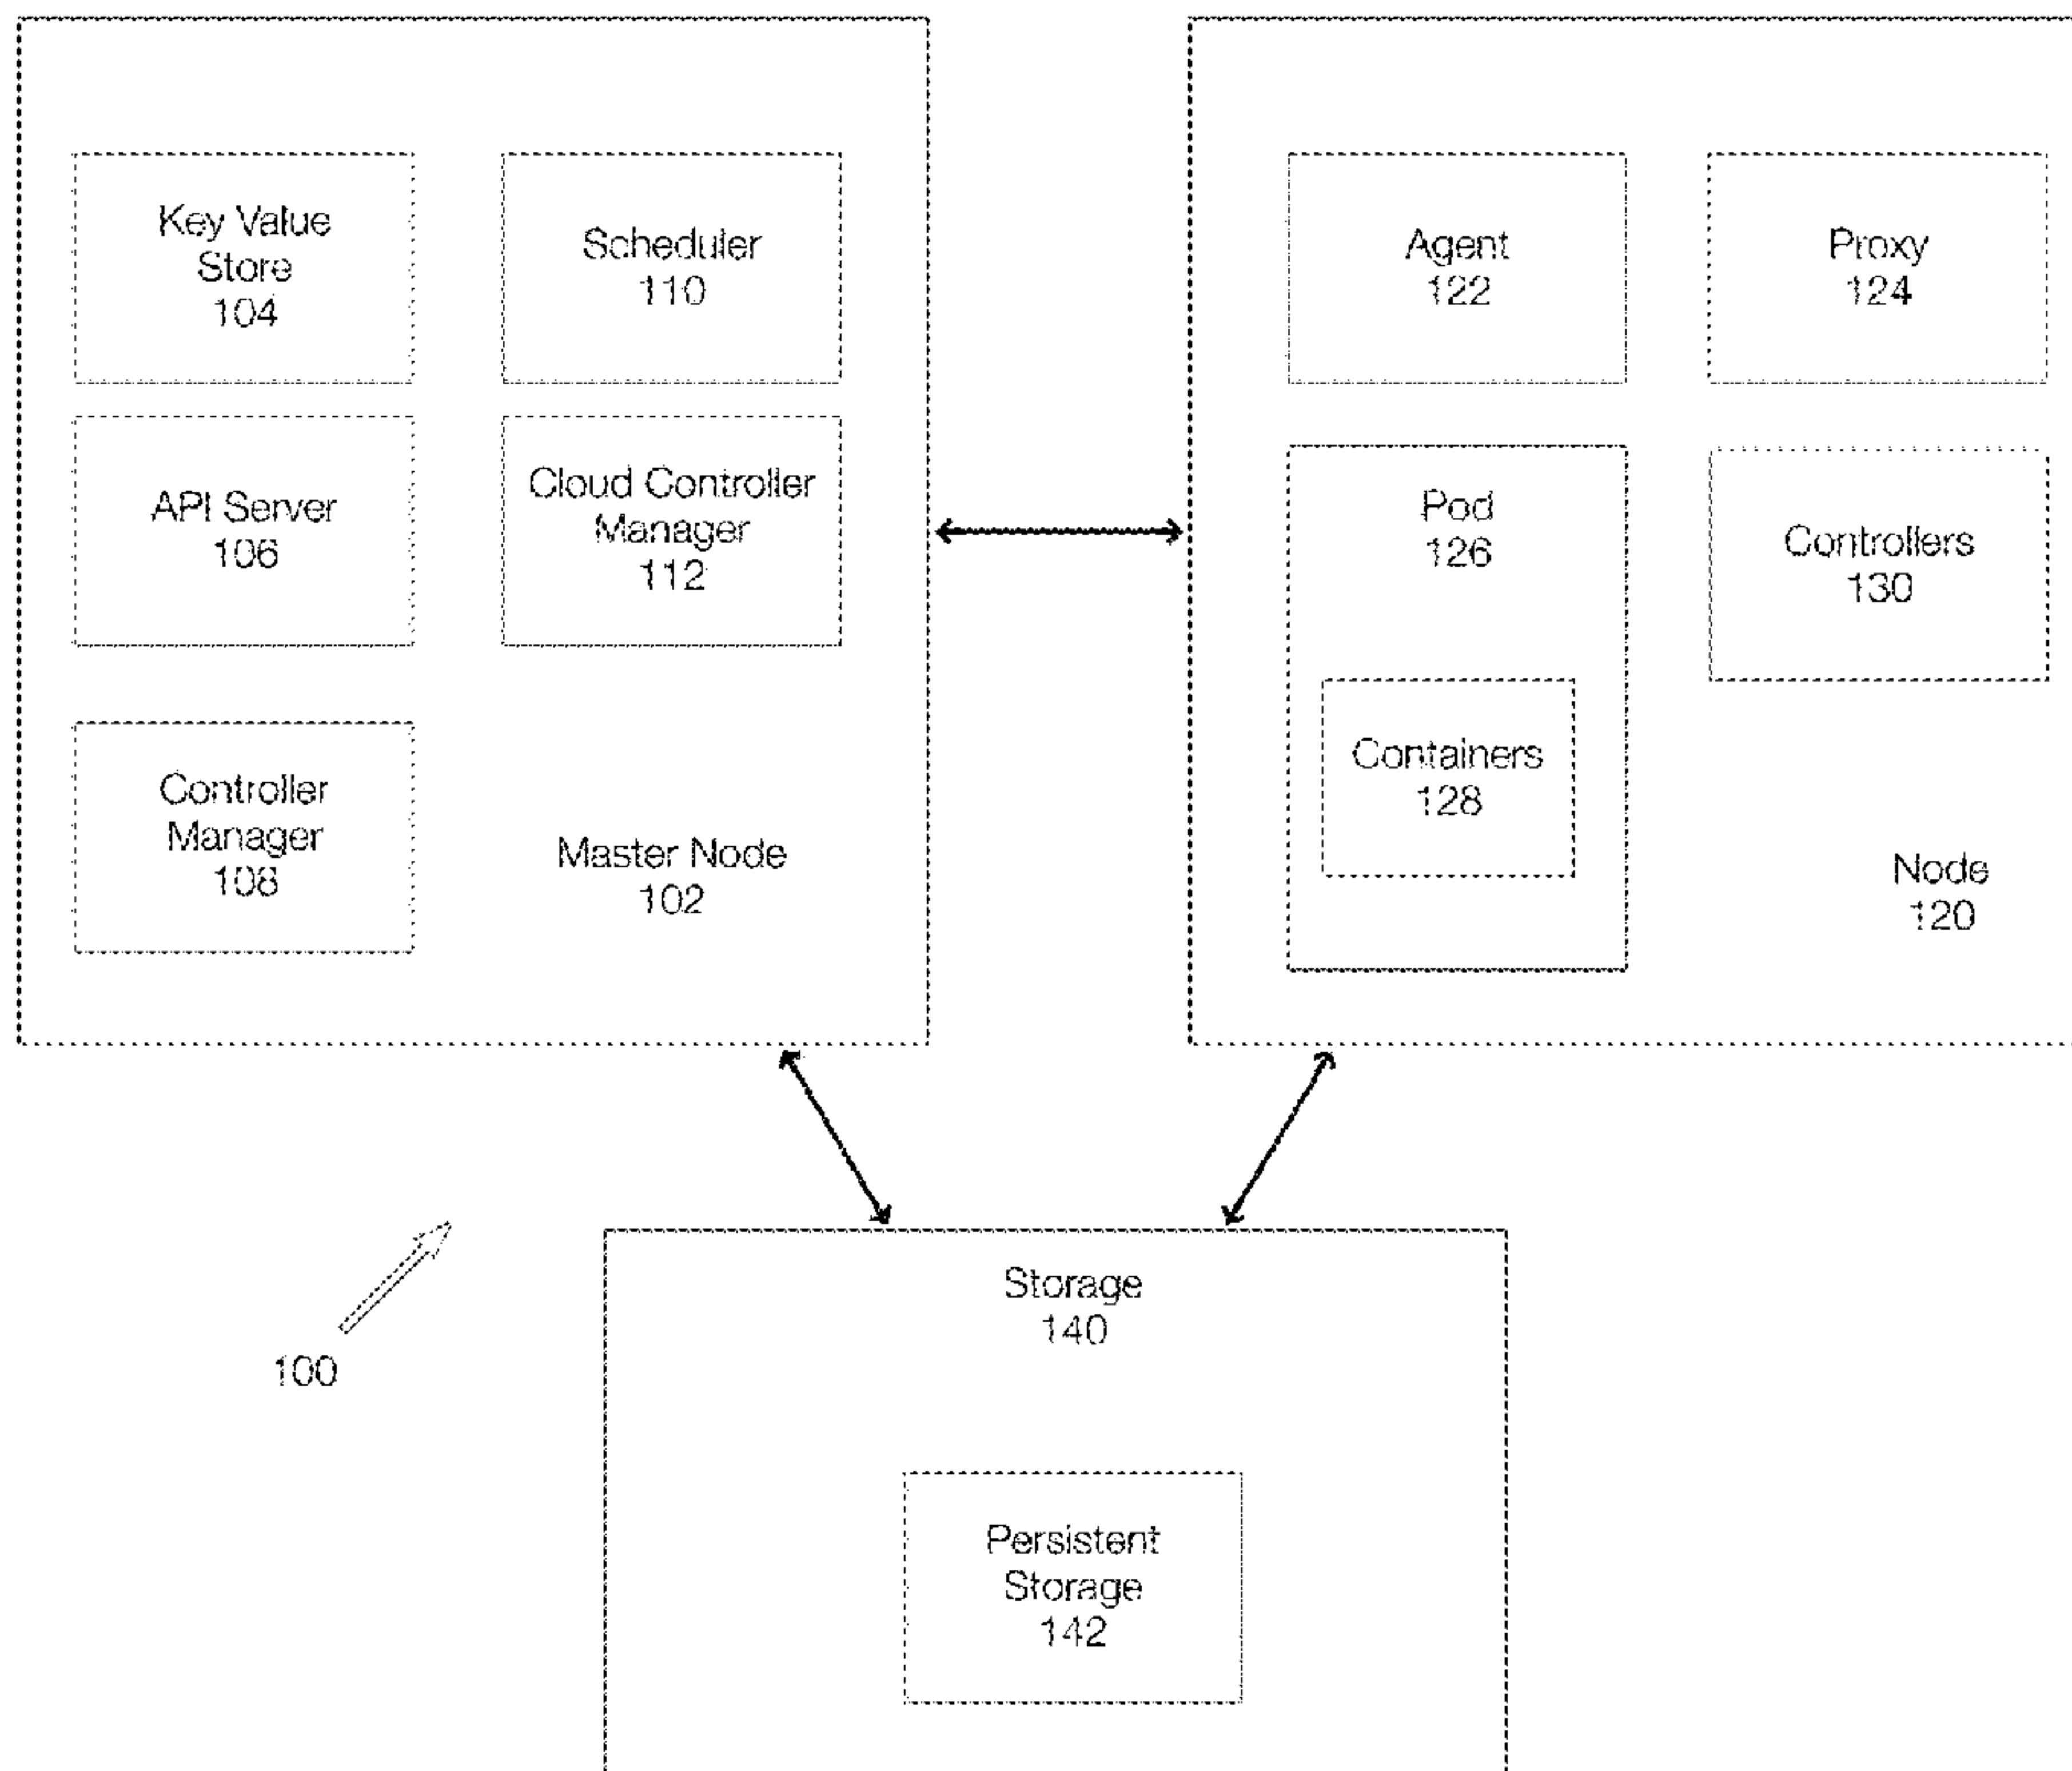 Key Value
Store
104
Scheduler
110
API Server
106
Cloud Controller
Manager
112
Controller
Manager
108
Master Node
102
Agent
122
Proxy
124
Pod
126
Controllers
130
Containers
128
Node
120
100
Storage
140
Persistent
Storage
142